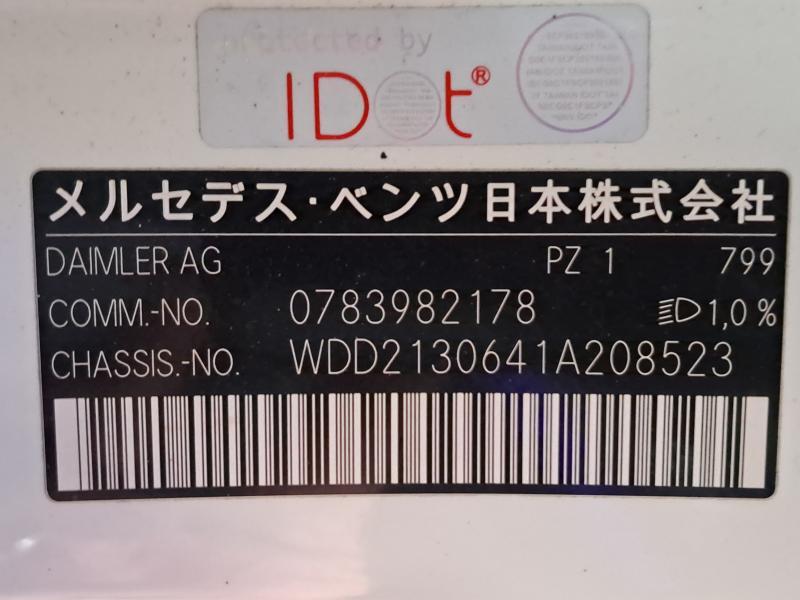 protected by
IDot®
メルセデス・ベンツ日本株式会社
DAIMLER AG PZ 1 799
COMM.-NO. 0783982178 1,0 %
CHASSIS.-NO. WDD2130641A208523